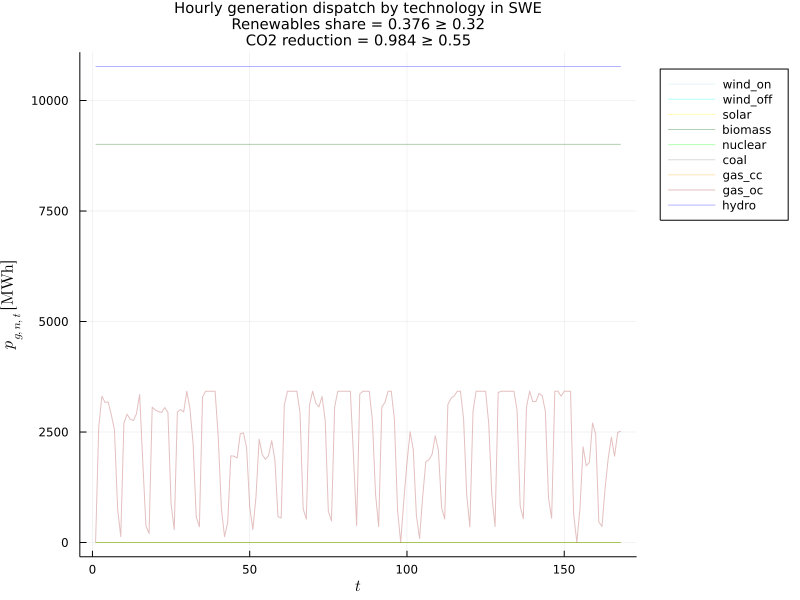 Hourly generation dispatch by technology in SWE
Renewables share = 0.376 ≥ 0.32
CO2 reduction = 0.984 ≥ 0.55
10000
7500
5000
2500
0
p_{g,n,t} [MWh]
0
50
100
150
t
wind_on
wind_off
solar
biomass
nuclear
coal
gas_cc
gas_oc
hydro